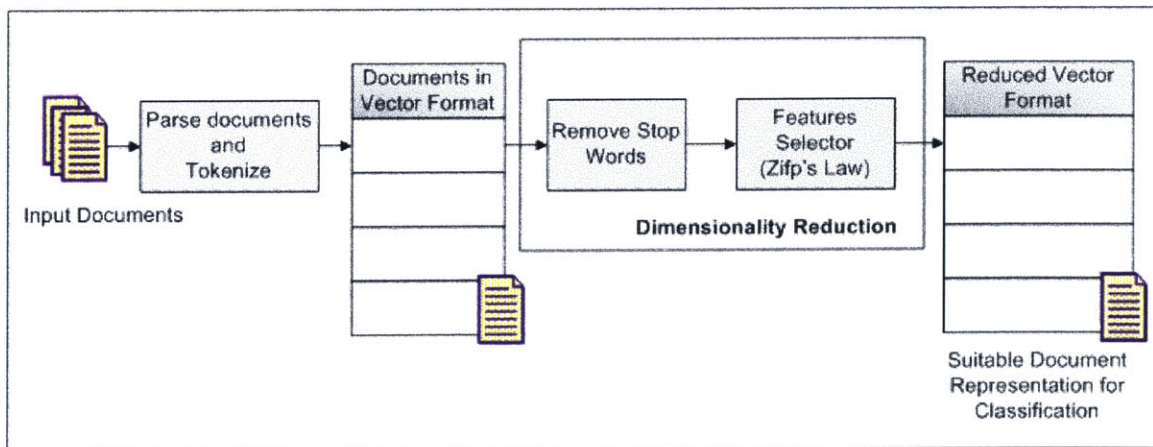 Input Documents
Parse documents
and
Tokenize
Documents in
Vector Format
Remove Stop
Words
Features
Selector
(Zifp's Law)
Dimensionality Reduction
Reduced Vector
Format
Suitable Document
Representation for
Classification